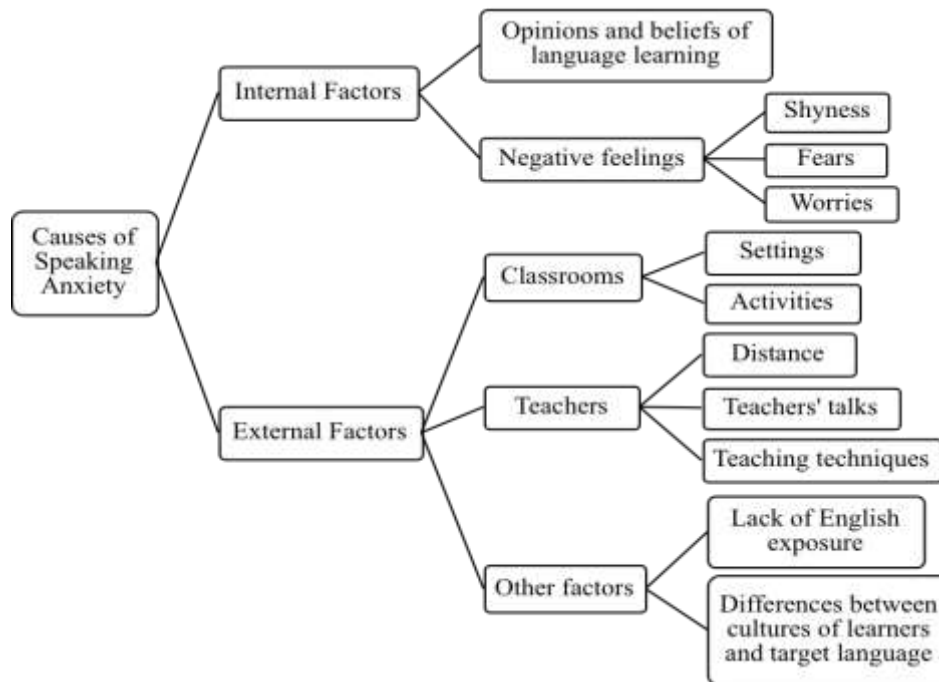 Causes of
Speaking
Anxiety
Internal Factors
Opinions and beliefs of
language learning
Negative feelings
Shyness
Fears
Worries
External Factors
Classrooms
Settings
Activities
Teachers
Distance
Teachers' talks
Teaching techniques
Other factors
Lack of English
exposure
Differences between
cultures of learners
and target language